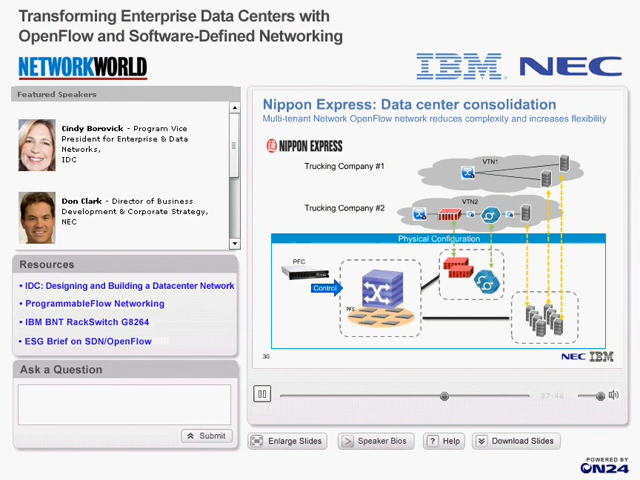 Transforming Enterprise Data Centers with
OpenFlow and Software-Defined Networking
NETWORKWORLD
IBM
NEC
Featured Speakers
Cindy Borovick - Program Vice
President for Enterprise & Data
Networks,
IDC
Don Clark - Director of Business
Development & Corporate Strategy,
NEC
Resources
• IDC: Designing and Building a Datacenter Network
• ProgrammableFlow Networking
• IBM BNT RackSwitch G8264
• ESG Brief on SDN/OpenFlow
Ask a Question
Submit
Nippon Express: Data center consolidation
Multi-tenant Network OpenFlow network reduces complexity and increases flexibility
NIPPON EXPRESS
Trucking Company #1
VTN1
Trucking Company #2
VTN2
Physical Configuration
PFC
Control
PFS
30
NEC IBM
27:46
Enlarge Slides
Speaker Bios
? Help
Download Slides
POWERED BY
ON24